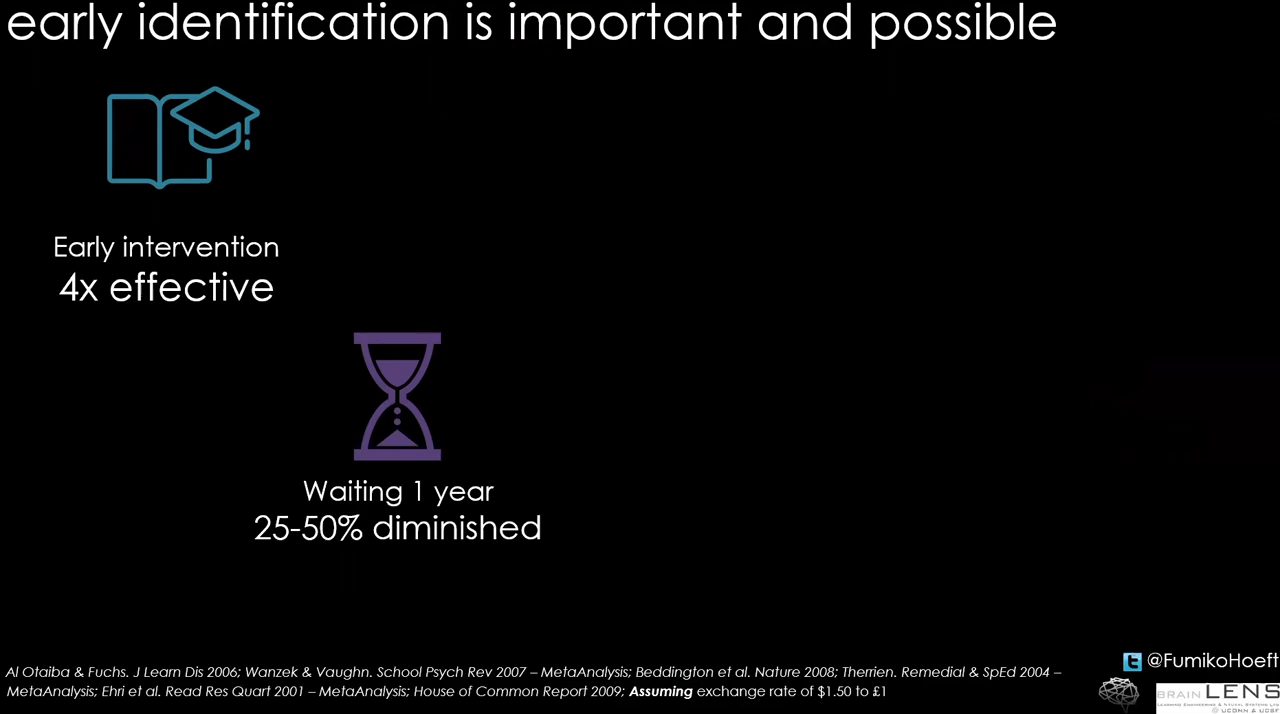 early identification is important and possible
Early intervention
4x effective
Waiting 1 year
25-50% diminished
Al Otaiba & Fuchs. J Learn Dis 2006; Wanzek & Vaughn. School Psych Rev 2007 – MetaAnalysis; Beddington et al. Nature 2008; Therrien. Remedial & SpEd 2004 –
MetaAnalysis; Ehri et al. Read Res Quart 2001 – MetaAnalysis; House of Common Report 2009; Assuming exchange rate of $1.50 to £1
@FumikoHoeft
BRAIN LENS
@ UCONN & UCSF